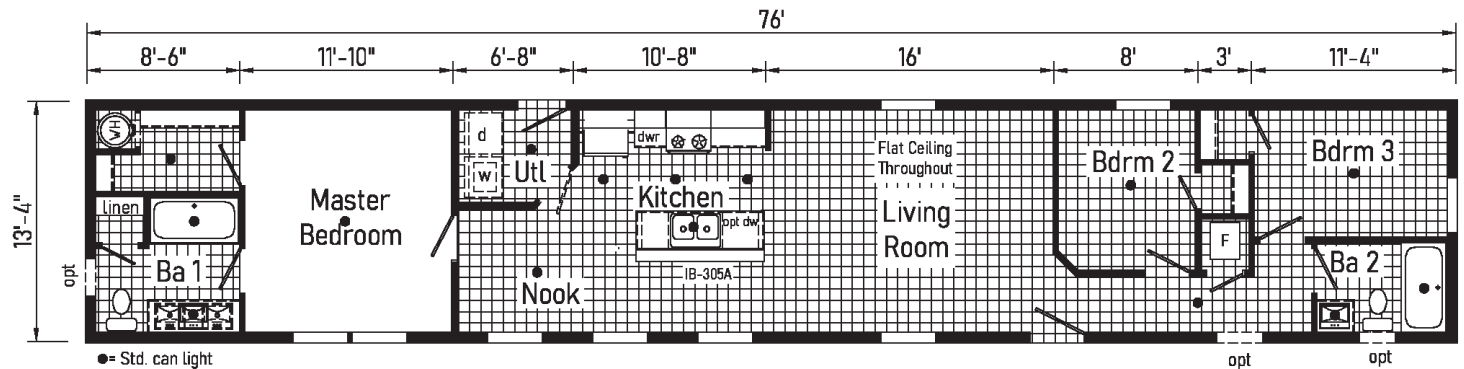 76'
8'-6" 11'-10" 6'-8" 10'-8" 16' 8' 3' 11'-4"
13'-4"
WH
d
w
Utl
dwr
Kitchen
opt dw
IB-305A
Nook
linen
Ba 1
opt
Master
Bedroom
Flat Ceiling
Throughout
Living
Room
Bdrm 2
F
Bdrm 3
Ba 2
opt
opt
●= Std. can light